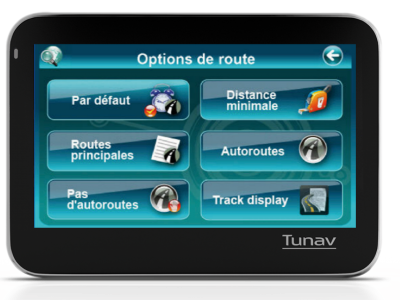 Options de route
Par défaut
Distance
minimale
Routes
principales
Autoroutes
Pas
d'autoroutes
Track display
Tunav